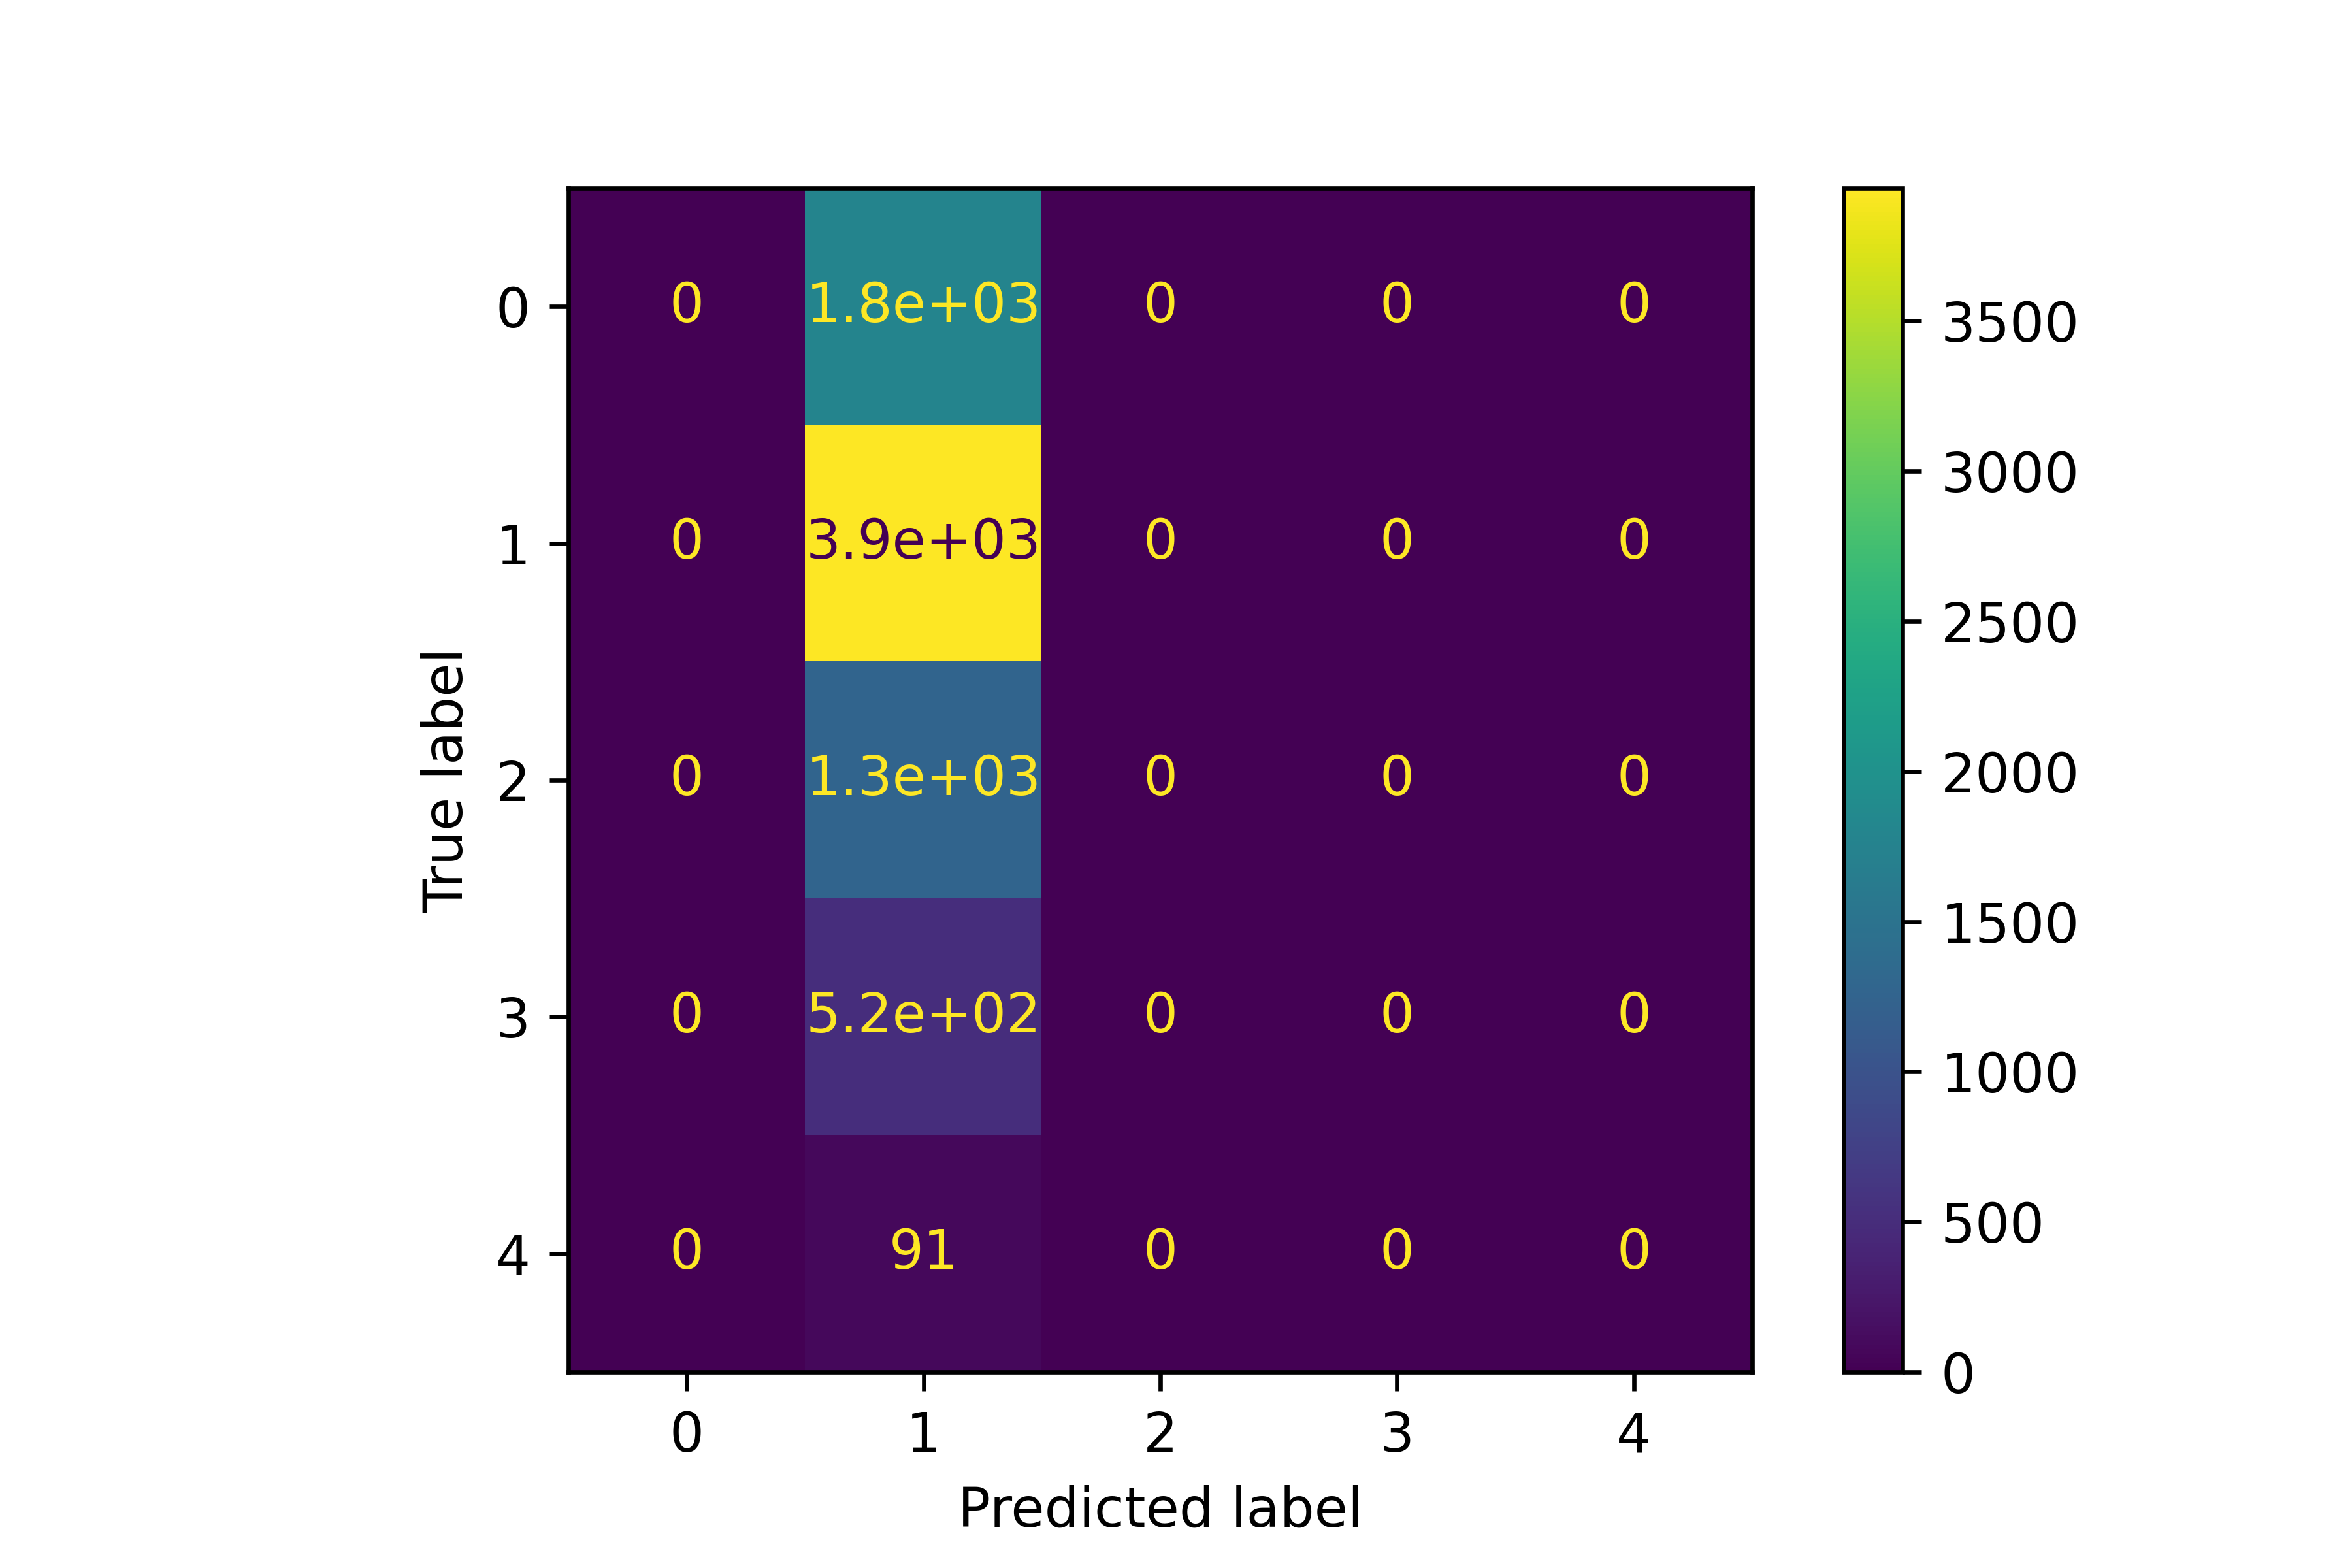 0 0 1.8e+03 0 0 0
1 0 3.9e+03 0 0 0
2 0 1.3e+03 0 0 0
3 0 5.2e+02 0 0 0
4 0 91 0 0 0
0 1 2 3 4
Predicted label
True label
3500
3000
2500
2000
1500
1000
500
0